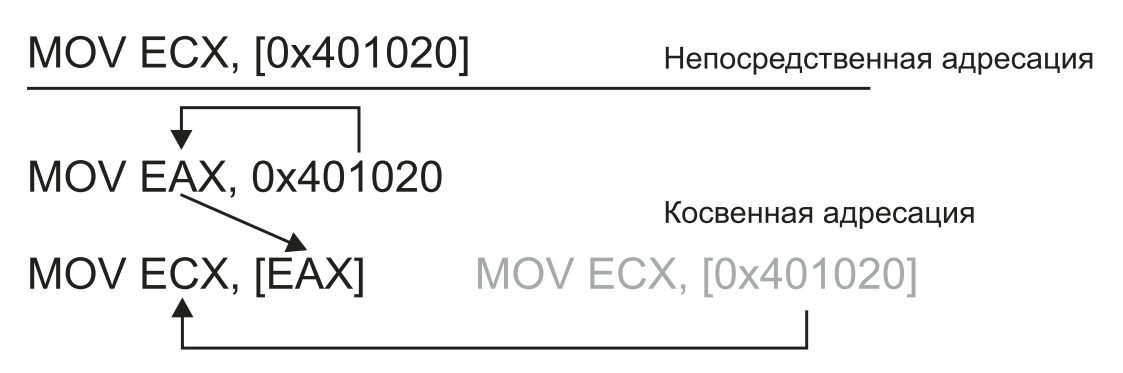 MOV ECX, [0x401020]
Непосредственная адресация
MOV EAX, 0x401020
Косвенная адресация
MOV ECX, [EAX]
MOV ECX, [0x401020]